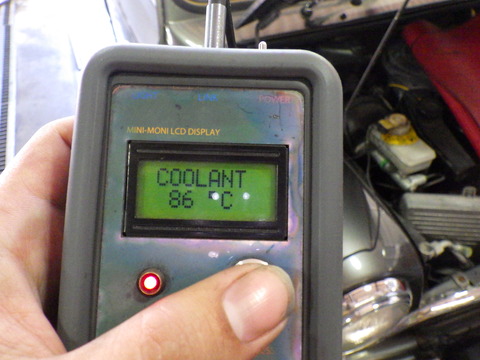 POWER
MINI-MONI LCD DISPLAY
COOLANT
86 °C